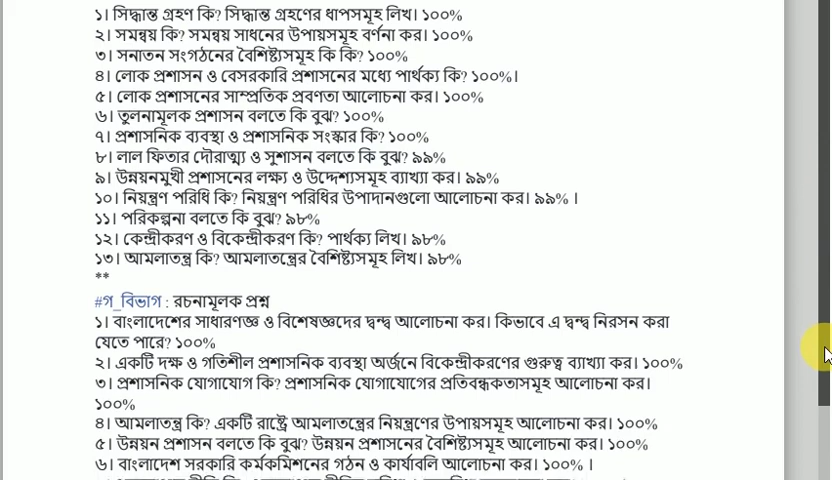 ১। সিদ্ধান্ত গ্রহণ কি? সিদ্ধান্ত গ্রহণের ধাপসমূহ লিখ। ১০০%
২। সমন্বয় কি? সমন্বয় সাধনের উপায়সমূহ বর্ণনা কর। ১০০%
৩। সনাতন সংগঠনের বৈশিষ্ট্যসমূহ কি কি? ১০০%
৪। লোক প্রশাসন ও বেসরকারি প্রশাসনের মধ্যে পার্থক্য কি? ১০০%।
৫। লোক প্রশাসনের সাম্প্রতিক প্রবণতা আলোচনা কর। ১০০%
৬। তুলনামূলক প্রশাসন বলতে কি বুঝ? ১০০%
৭। প্রশাসনিক ব্যবস্থা ও প্রশাসনিক সংস্কার কি? ১০০%
৮। লাল ফিতার দৌরাত্ম্য ও সুশাসন বলতে কি বুঝ? ৯৯%
৯। উন্নয়নমুখী প্রশাসনের লক্ষ্য ও উদ্দেশ্যসমূহ ব্যাখ্যা কর। ৯৯%
১০। নিয়ন্ত্রণ পরিধি কি? নিয়ন্ত্রণ পরিধির উপাদানগুলো আলোচনা কর। ৯৯% ।
১১। পরিকল্পনা বলতে কি বুঝ? ৯৮%
১২। কেন্দ্রীকরণ ও বিকেন্দ্রীকরণ কি? পার্থক্য লিখ। ৯৮%
১৩। আমলাতন্ত্র কি? আমলাতন্ত্রের বৈশিষ্ট্যসমূহ লিখ। ৯৮%
**
#গ_বিভাগ : রচনামূলক প্রশ্ন
১। বাংলাদেশের সাধারণজ্ঞ ও বিশেষজ্ঞদের দ্বন্দ্ব আলোচনা কর। কিভাবে এ দ্বন্দ্ব নিরসন করা
যেতে পারে? ১০০%
২। একটি দক্ষ ও গতিশীল প্রশাসনিক ব্যবস্থা অর্জনে বিকেন্দ্রীকরণের গুরুত্ব ব্যাখ্যা কর। ১০০%
৩। প্রশাসনিক যোগাযোগ কি? প্রশাসনিক যোগাযোগের প্রতিবন্ধকতাসমূহ আলোচনা কর।
১০০%
৪। আমলাতন্ত্র কি? একটি রাষ্ট্রে আমলাতন্ত্রের নিয়ন্ত্রণের উপায়সমূহ আলোচনা কর। ১০০%
৫। উন্নয়ন প্রশাসন বলতে কি বুঝ? উন্নয়ন প্রশাসনের বৈশিষ্ট্যসমূহ আলোচনা কর। ১০০%
৬। বাংলাদেশ সরকারি কর্মকমিশনের গঠন ও কার্যাবলি আলোচনা কর। ১০০% ।